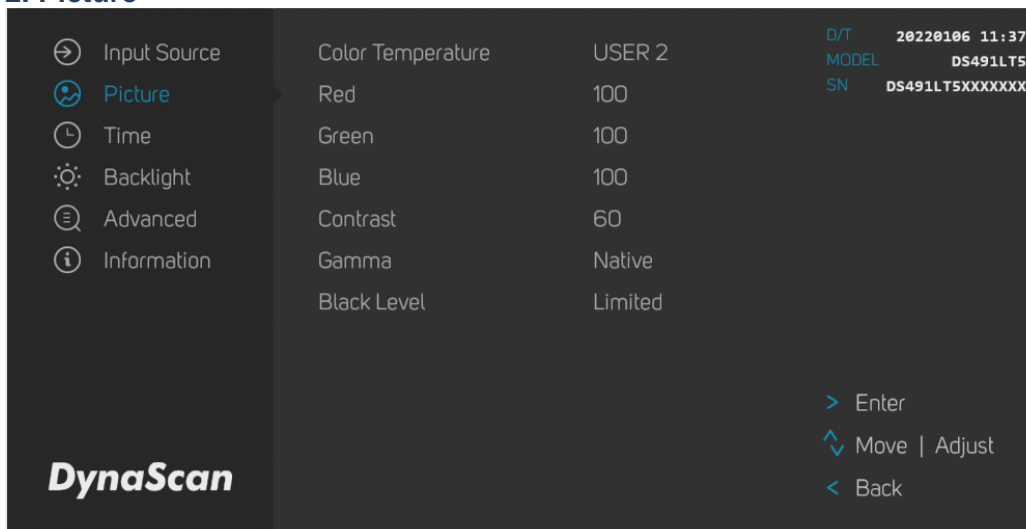 2. Picture
Input Source
Picture
Time
Backlight
Advanced
Information
DynaScan
Color Temperature USER 2
Red 100
Green 100
Blue 100
Contrast 60
Gamma Native
Black Level Limited
D/T 20220106 11:37
MODEL DS491LT5
SN DS491LT5XXXXXXX
> Enter
Move | Adjust
< Back